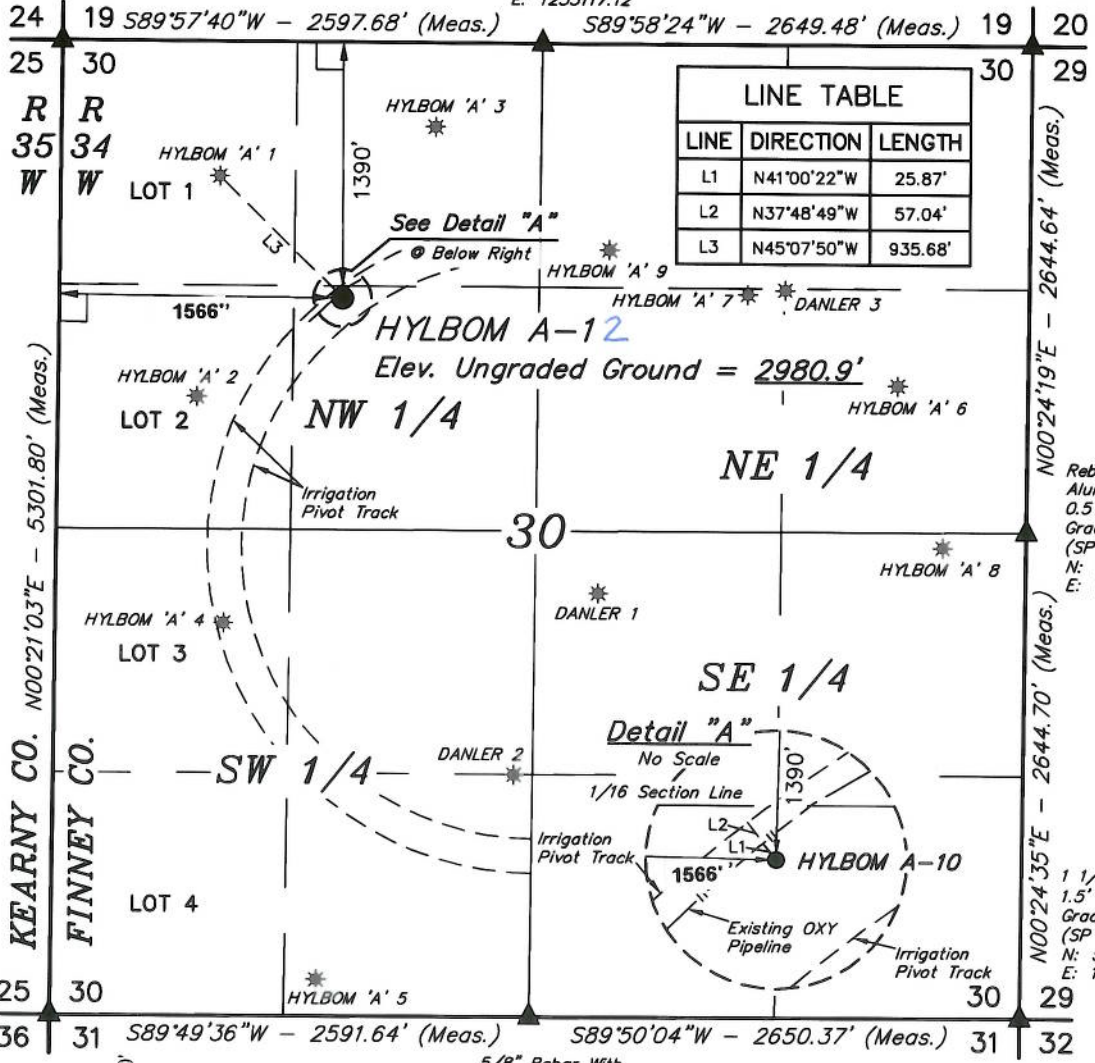 E: 1255117.12
24 19 S89°57'40"W - 2597.68' (Meas.) S89°58'24"W - 2649.48' (Meas.) 19 20
25 30 30 29
R R
35 34
W W
LOT 1
HYLBOM 'A' 1
HYLBOM 'A' 3
1390'
L3
See Detail "A"
@ Below Right
LINE TABLE
LINE DIRECTION LENGTH
L1 N41°00'22"W 25.87'
L2 N37°48'49"W 57.04'
L3 N45°07'50"W 935.68'
N00°24'19"E - 2644.64' (Meas.)
HYLBOM 'A' 9
HYLBOM 'A' 7
DANLER 3
1566''
HYLBOM A-12
Elev. Ungraded Ground = 2980.9'
HYLBOM 'A' 2
LOT 2
NW 1/4
HYLBOM 'A' 6
NE 1/4
Irrigation
Pivot Track
N00°21'03"E - 5301.80' (Meas.)
30
0.5
(SP
N:
E:
HYLBOM 'A' 8
DANLER 1
HYLBOM 'A' 4
LOT 3
SE 1/4
SW 1/4
DANLER 2
Detail "A"
No Scale
1/16 Section Line
1390'
L2
L1
Irrigation
Pivot Track
1566''
HYLBOM A-10
Existing OXY
Pipeline
Irrigation
Pivot Track
N00°24'35"E - 2644.70' (Meas.)
1.5'
(SP
N:
E:
KEARNY CO.
FINNEY CO.
LOT 4
HYLBOM 'A' 5
25 30 30 29
36 31 S89°49'36"W - 2591.64' (Meas.) S89°50'04"W - 2650.37' (Meas.) 31 32
5/8" Rebar With